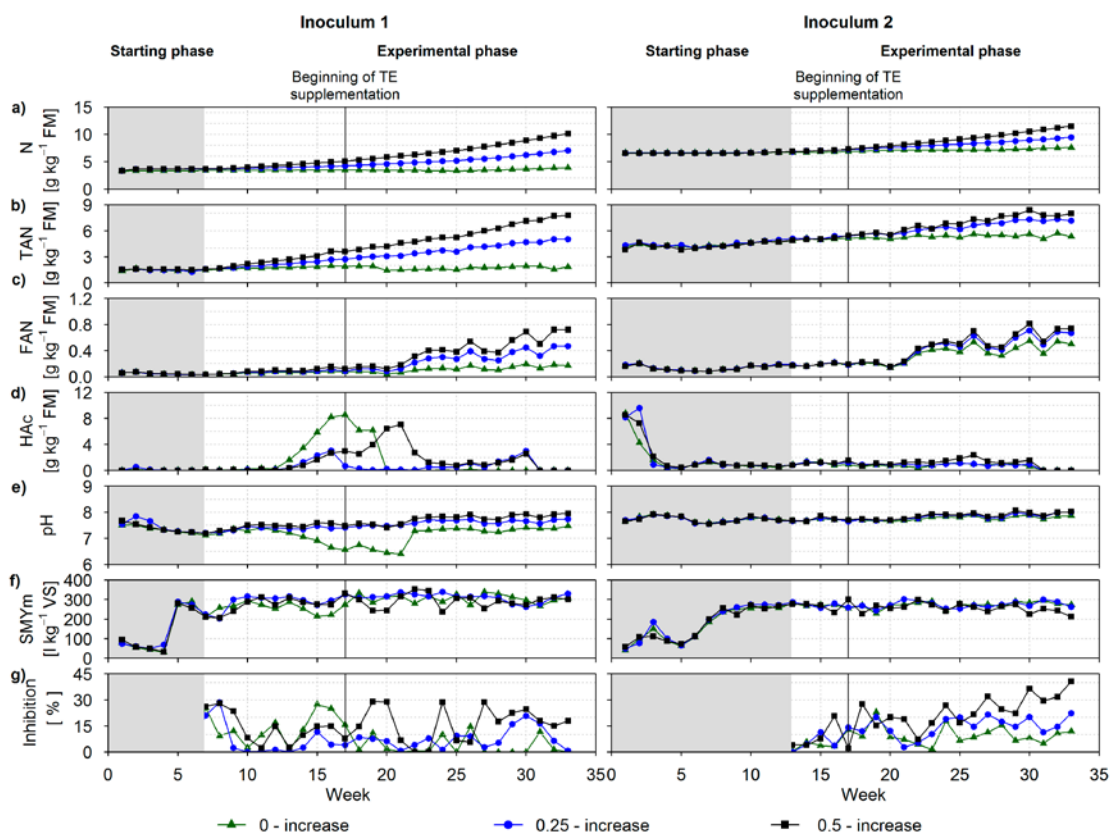 Inoculum 1
Inoculum 2
Starting phase
Experimental phase
Starting phase
Experimental phase
Beginning of TE
supplementation
Beginning of TE
supplementation
a)
N
[g kg⁻¹ FM]
15
10
5
0
b)
TAN
[g kg⁻¹ FM]
9
6
3
0
c)
FAN
[g kg⁻¹ FM]
1.2
0.8
0.4
0.0
d)
HAc
[g kg⁻¹ FM]
12
8
4
0
e)
pH
9
8
7
6
f)
SMYm
[l kg⁻¹ VS]
400
300
200
100
0
g)
Inhibition
[ % ]
45
30
15
0
0 5 10 15 20 25 30 35 5 10 15 20 25 30 35
Week
Week
0 - increase
0.25 - increase
0.5 - increase